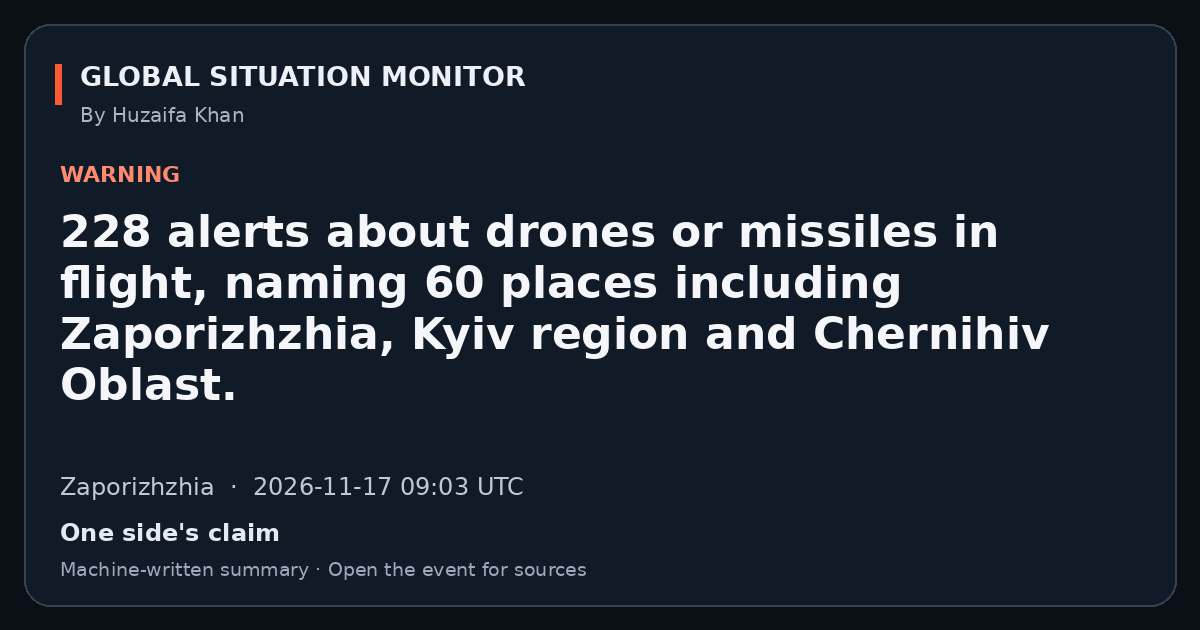 GLOBAL SITUATION MONITOR
By Huzaifa Khan
WARNING
228 alerts about drones or missiles in
flight, naming 60 places including
Zaporizhzhia, Kyiv region and Chernihiv
Oblast.
Zaporizhzhia · 2026-11-17 09:03 UTC
One side's claim
Machine-written summary · Open the event for sources